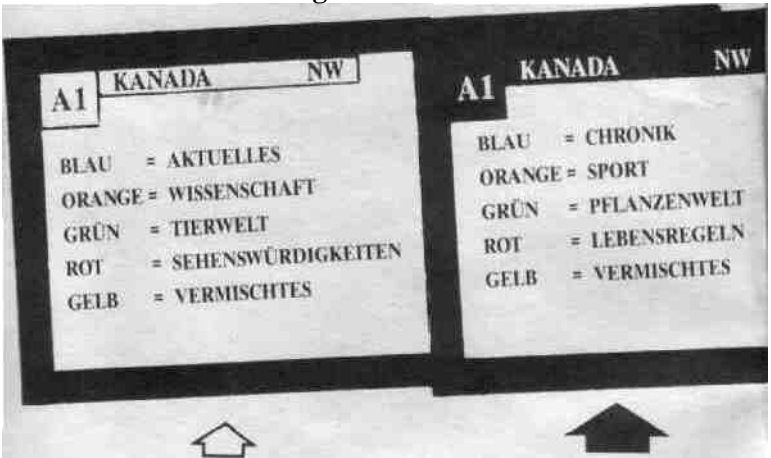 A1 KANADA NW
BLAU = AKTUELLES
ORANGE = WISSENSCHAFT
GRÜN = TIERWELT
ROT = SEHENSWÜRDIGKEITEN
GELB = VERMISCHTES
A1 KANADA NW
BLAU = CHRONIK
ORANGE = SPORT
GRÜN = PFLANZENWELT
ROT = LEBENSREGELN
GELB = VERMISCHTES